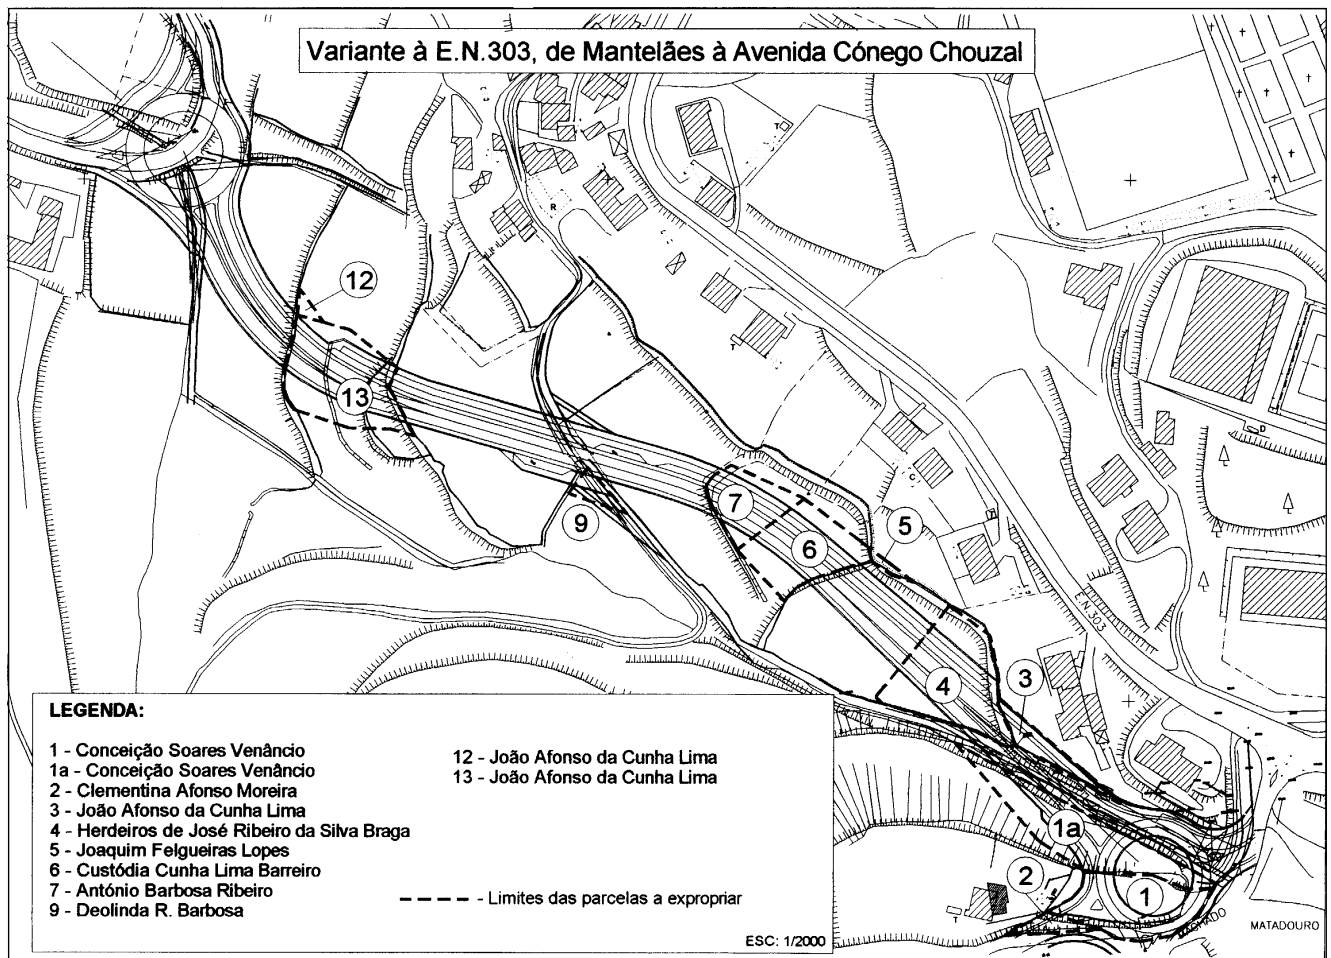 Variante à E.N.303, de Mantelães à Avenida Cónego Chouzal
T
R
T
12
13
D
C
7
5
9
6
E.N.303
4
3
LEGENDA:
1 - Conceição Soares Venâncio
1a - Conceição Soares Venâncio
2 - Clementina Afonso Moreira
3 - João Afonso da Cunha Lima
4 - Herdeiros de José Ribeiro da Silva Braga
5 - Joaquim Felgueiras Lopes
6 - Custódia Cunha Lima Barreiro
7 - António Barbosa Ribeiro
9 - Deolinda R. Barbosa
12 - João Afonso da Cunha Lima
13 - João Afonso da Cunha Lima
- Limites das parcelas a expropriar
ESC: 1/2000
1a
2
1
T
MACHADO
MATADOURO